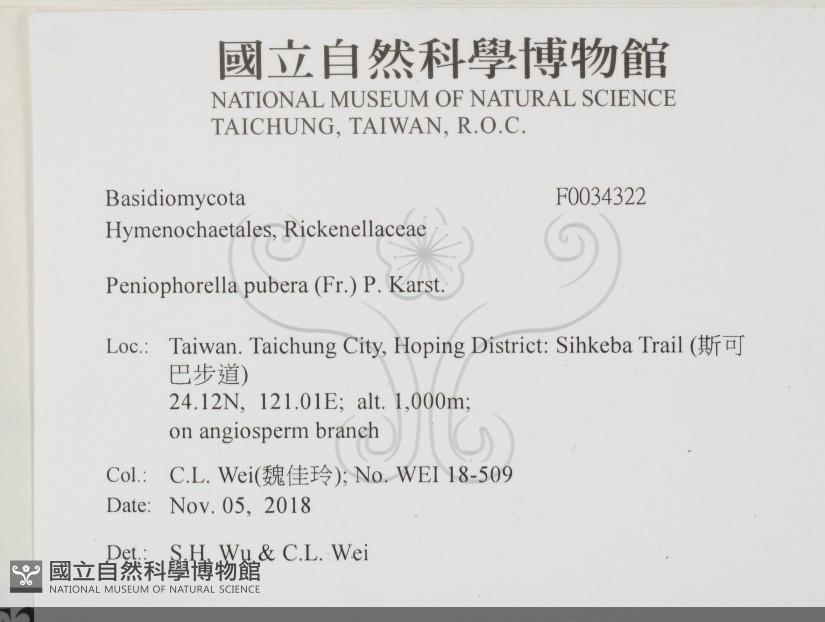 國立自然科學博物館
NATIONAL MUSEUM OF NATURAL SCIENCE
TAICHUNG, TAIWAN, R.O.C.
Basidiomycota F0034322
Hymenochaetales, Rickenellaceae
Peniophorella pubera (Fr.) P. Karst.
Loc.: Taiwan. Taichung City, Hoping District: Sihkeba Trail (斯可
巴步道)
24.12N, 121.01E; alt. 1,000m;
on angiosperm branch
Col.: C.L. Wei(魏佳玲); No. WEI 18-509
Date: Nov. 05, 2018
Det.: S.H. Wu & C.L. Wei
國立自然科學博物館
NATIONAL MUSEUM OF NATURAL SCIENCE